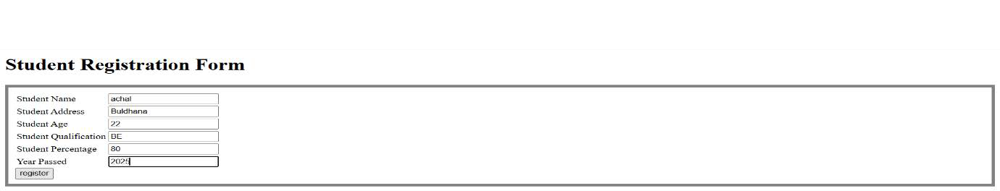 Student Registration Form
Student Name achal
Student Address Buldhana
Student Age 22
Student Qualification BE
Student Percentage 80
Year Passed 2025
register